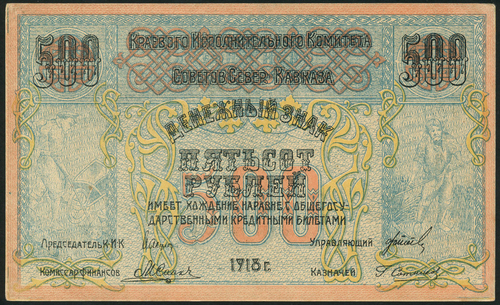 500 Краевого Исполнительного Комитета 500
Советов Север. Кавказа
Денежный знак
Пятьсот
рублей
500
имеет хождение наравне с общегосу-
дарственными кредитными билетами
Председатель К И К
Управляющий
Комиссар Финансов
1918 г.
Казначей